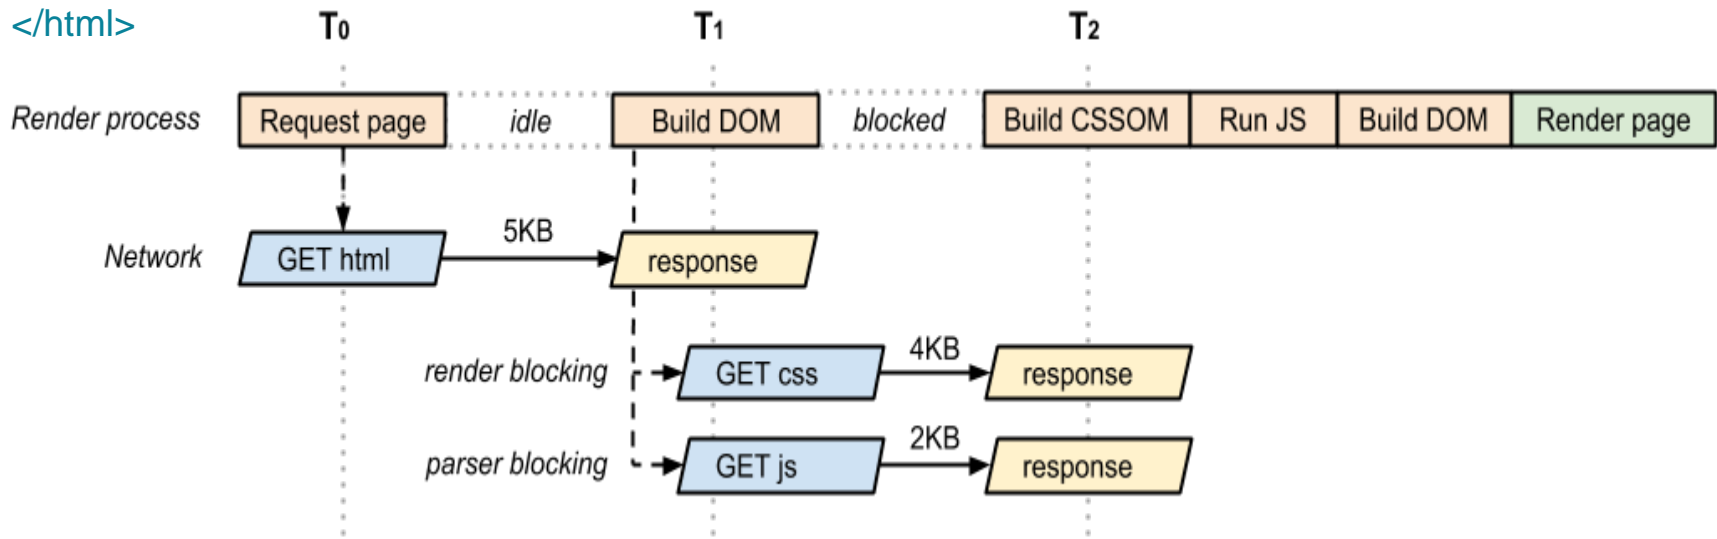 </html>
T0 T1 T2
Render process Request page idle Build DOM blocked Build CSSOM Run JS Build DOM Render page
5KB
Network GET html response
4KB
render blocking GET css response
2KB
parser blocking GET js response